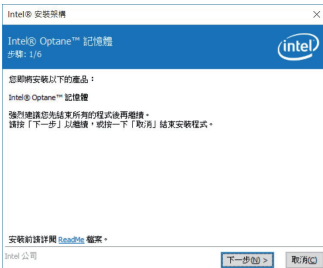 Intel® 安裝架構
Intel® Optane™ 記憶體
步驟: 1/6
intel
您即將安裝以下的產品：
Intel® Optane™ 記憶體
強烈建議您先結束所有的程式後再繼續。
請按「下一步」以繼續，或按一下「取消」結束安裝程式。
安裝前請詳閱 ReadMe 檔案。
Intel 公司
下一步(N) > 取消(C)